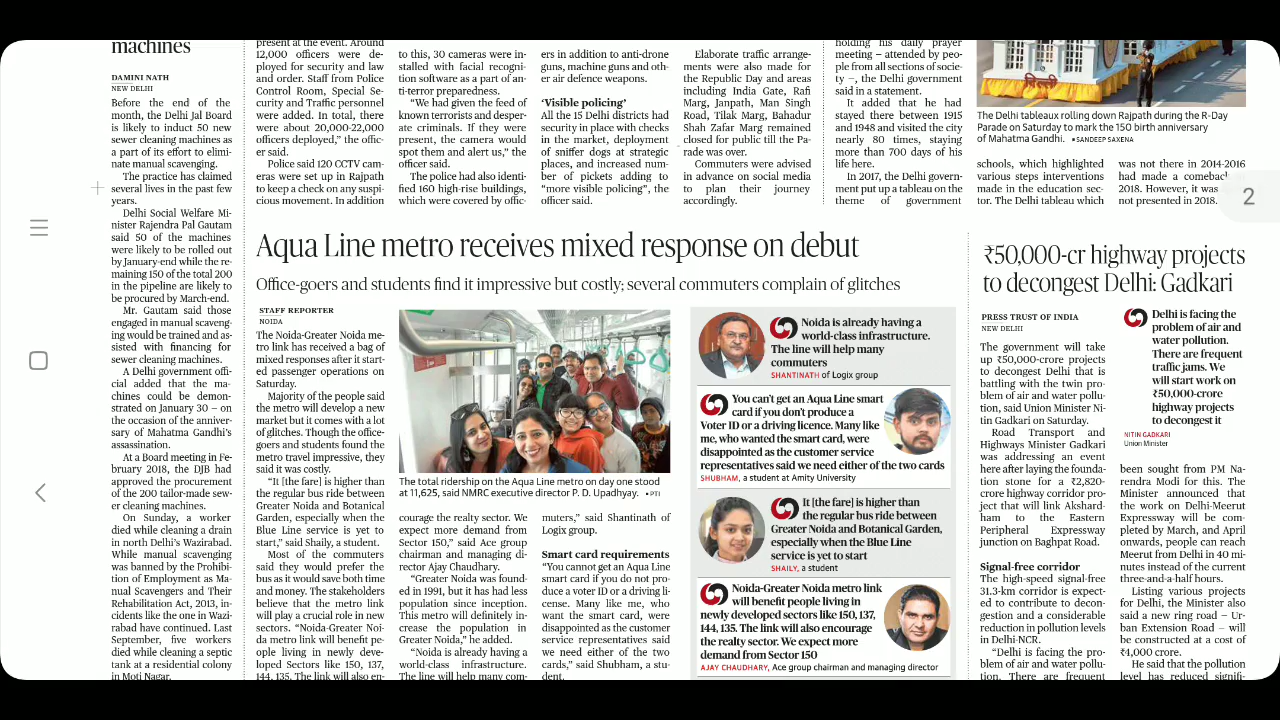 machines
DAMINI NATH
NEW DELHI
Before the end of the
month, the Delhi Jal Board
is likely to induct 50 new
sewer cleaning machines as
a part of its effort to elimi-
nate manual scavenging.
The practice has claimed
several lives in the past few
years.
Delhi Social Welfare Mi-
nister Rajendra Pal Gautam
said 50 of the machines
were likely to be rolled out
by January-end while the re-
maining 150 of the total 200
in the pipeline are likely to
be procured by March-end.
Mr. Gautam said those
engaged in manual scaveng-
ing would be trained and as-
sisted with financing for
sewer cleaning machines.
A Delhi government offi-
cial added that the ma-
chines could be demon-
strated on January 30 – on
the occasion of the anniver-
sary of Mahatma Gandhi's
assassination.
At a Board meeting in Fe-
bruary 2018, the DJB had
approved the procurement
of the 200 tailor-made sew-
er cleaning machines.
On Sunday, a worker
died while cleaning a drain
in north Delhi's Wazirabad.
While manual scavenging
was banned by the Prohibi-
tion of Employment as Ma-
nual Scavengers and Their
Rehabilitation Act, 2013, in-
cidents like the one in Wazi-
rabad have continued. Last
September, five workers
died while cleaning a septic
tank at a residential colony
in Moti Nagar.
present at the event. Around
12,000 officers were de-
ployed for security and law
and order. Staff from Police
Control Room, Special Se-
curity and Traffic personnel
were added. In total, there
were about 20,000-22,000
officers deployed," the offic-
er said.
Police said 120 CCTV cam-
eras were set up in Rajpath
to keep a check on any suspi-
cious movement. In addition
to this, 30 cameras were in-
stalled with facial recogni-
tion software as a part of an-
ti-terror preparedness.
"We had given the feed of
known terrorists and desper-
ate criminals. If they were
present, the camera would
spot them and alert us," the
officer said.
The police had also identi-
fied 160 high-rise buildings,
which were covered by offic-
ers in addition to anti-drone
guns, machine guns and oth-
er air defence weapons.
'Visible policing'
All the 15 Delhi districts had
security in place with checks
in the market, deployment
of sniffer dogs at strategic
places, and increased num-
ber of pickets adding to
"more visible policing", the
officer said.
Elaborate traffic arrange-
ments were also made for
the Republic Day and areas
including India Gate, Rafi
Marg, Janpath, Man Singh
Road, Tilak Marg, Bahadur
Shah Zafar Marg remained
closed for public till the Pa-
rade was over.
Commuters were advised
in advance on social media
to plan their journey
accordingly.
holding his daily prayer
meeting – attended by peo-
ple from all sections of socie-
ty –, the Delhi government
said in a statement.
It added that he had
stayed there between 1915
and 1948 and visited the city
nearly 80 times, staying
more than 700 days of his
life here.
In 2017, the Delhi govern-
ment put up a tableau on the
theme of government
The Delhi tableaux rolling down Rajpath during the R-Day
Parade on Saturday to mark the 150 birth anniversary
of Mahatma Gandhi. ▪ SANDEEP SAXENA
schools, which highlighted
various steps interventions
made in the education sec-
tor. The Delhi tableau which
was not there in 2014-2016
had made a comeback
2018. However, it was
not presented in 2018.
2
Aqua Line metro receives mixed response on debut
Office-goers and students find it impressive but costly; several commuters complain of glitches
STAFF REPORTER
NOIDA
The Noida-Greater Noida me-
tro link has received a bag of
mixed responses after it start-
ed passenger operations on
Saturday.
Majority of the people said
the metro will develop a new
market but it comes with a lot
of glitches. Though the office-
goers and students found the
metro travel impressive, they
said it was costly.
"It [the fare] is higher than
the regular bus ride between
Greater Noida and Botanical
Garden, especially when the
Blue Line service is yet to
start," said Shaily, a student.
Most of the commuters
said they would prefer the
bus as it would save both time
and money. The stakeholders
believe that the metro link
will play a crucial role in new
sectors. "Noida-Greater Noi-
da metro link will benefit pe-
ople living in newly deve-
loped Sectors like 150, 137,
144, 135. The link will also en-
The total ridership on the Aqua Line metro on day one stood
at 11,625, said NMRC executive director P. D. Upadhyay. ▪ PTI
courage the realty sector. We
expect more demand from
Sector 150," said Ace group
chairman and managing di-
rector Ajay Chaudhary.
"Greater Noida was found-
ed in 1991, but it has had less
population since inception.
This metro will definitely in-
crease the population in
Greater Noida," he added.
"Noida is already having a
world-class infrastructure.
The line will help many com-
muters," said Shantinath of
Logix group.
Smart card requirements
"You cannot get an Aqua Line
smart card if you do not pro-
duce a voter ID or a driving li-
cense. Many like me, who
want the smart card, were
disappointed as the customer
service representatives said
we need either of the two
cards," said Shubham, a stu-
dent.
Noida is already having a
world-class infrastructure.
The line will help many
commuters
SHANTINATH of Logix group
You can't get an Aqua Line smart
card if you don't produce a
Voter ID or a driving licence. Many like
me, who wanted the smart card, were
disappointed as the customer service
representatives said we need either of the two cards
SHUBHAM, a student at Amity University
It [the fare] is higher than
the regular bus ride between
Greater Noida and Botanical Garden,
especially when the Blue Line
service is yet to start
SHAILY, a student
Noida-Greater Noida metro link
will benefit people living in
newly developed sectors like 150, 137,
144, 135. The link will also encourage
the realty sector. We expect more
demand from Sector 150
AJAY CHAUDHARY, Ace group chairman and managing director
₹50,000-cr highway projects
to decongest Delhi: Gadkari
PRESS TRUST OF INDIA
NEW DELHI
The government will take
up ₹50,000-crore projects
to decongest Delhi that is
battling with the twin pro-
blem of air and water pollu-
tion, said Union Minister Ni-
tin Gadkari on Saturday.
Road Transport and
Highways Minister Gadkari
was addressing an event
here after laying the founda-
tion stone for a ₹2,820-
crore highway corridor pro-
ject that will link Akshard-
ham to the Eastern
Peripheral Expressway
junction on Baghpat Road.
Signal-free corridor
The high-speed signal-free
31.3-km corridor is expect-
ed to contribute to decon-
gestion and a considerable
reduction in pollution levels
in Delhi-NCR.
"Delhi is facing the pro-
blem of air and water pollu-
tion. There are frequent
Delhi is facing the
problem of air and
water pollution.
There are frequent
traffic jams. We
will start work on
₹50,000-crore
highway projects
to decongest it
NITIN GADKARI
Union Minister
been sought from PM Na-
rendra Modi for this. The
Minister announced that
the work on Delhi-Meerut
Expressway will be com-
pleted by March, and April
onwards, people can reach
Meerut from Delhi in 40 mi-
nutes instead of the current
three-and-a-half hours.
Listing various projects
for Delhi, the Minister also
said a new ring road – Ur-
ban Extension Road – will
be constructed at a cost of
₹4,000 crore.
He said that the pollution
level has reduced signifi-